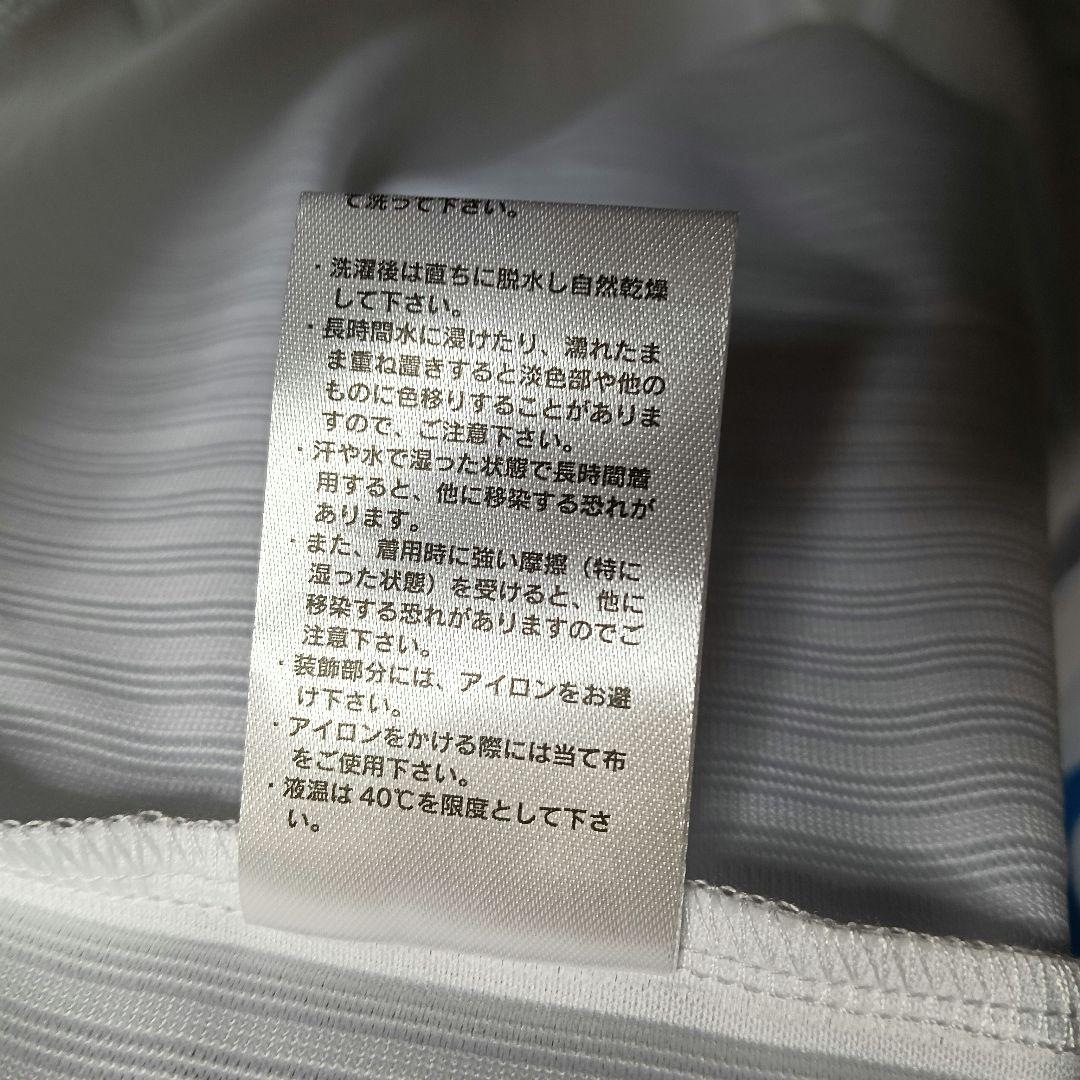 て洗って下さい。
・洗濯後は直ちに脱水し自然乾燥
して下さい。
・長時間水に浸けたり、濡れたま
ま重ね置きすると淡色部や他の
ものに色移りすることがありま
すので、ご注意下さい。
・汗や水で湿った状態で長時間着
用すると、他に移染する恐れが
あります。
・また、着用時に強い摩擦（特に
湿った状態）を受けると、他に
移染する恐れがありますのでご
注意下さい。
・装飾部分には、アイロンをお避
け下さい。
・アイロンをかける際には当て布
をご使用下さい。
・液温は40℃を限度として下さ
い。